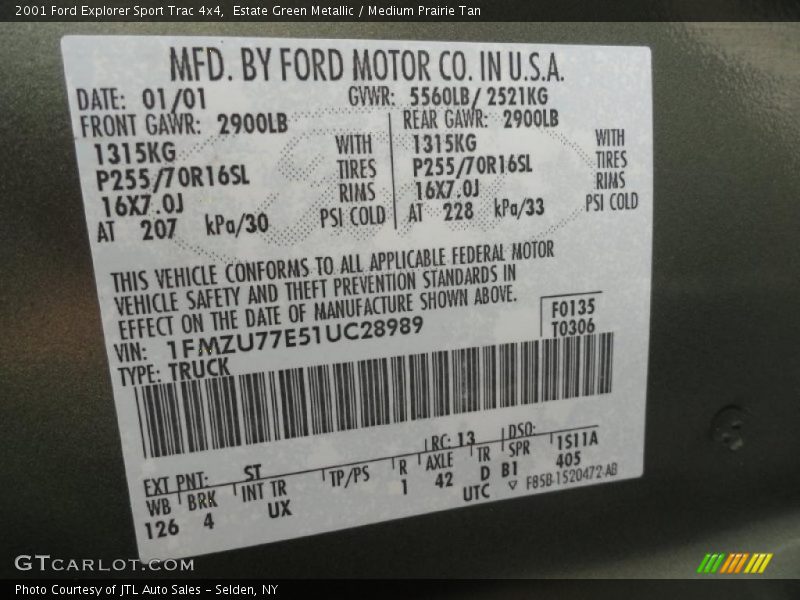 2001 Ford Explorer Sport Trac 4x4, Estate Green Metallic / Medium Prairie Tan
MFD. BY FORD MOTOR CO. IN U.S.A.
DATE: 01/01 GVWR: 5560LB/ 2521KG
FRONT GAWR: 2900LB REAR GAWR: 2900LB
1315KG WITH 1315KG WITH
P255/70R16SL TIRES P255/70R16SL TIRES
16X7.0J RIMS 16X7.0J RIMS
AT 207 kPa/30 PSI COLD AT 228 kPa/33 PSI COLD
THIS VEHICLE CONFORMS TO ALL APPLICABLE FEDERAL MOTOR
VEHICLE SAFETY AND THEFT PREVENTION STANDARDS IN
EFFECT ON THE DATE OF MANUFACTURE SHOWN ABOVE.
VIN: 1FMZU77E51UC28989 F0135
TYPE: TRUCK T0306
EXT PNT: ST RC: 13 DSO:
WB BRK INT TR TP/PS R AXLE TR SPR 1S11A
126 4 UX 1 42 D B1 405
UTC ▽ F85B-1520472-AB
GTCARLOT.COM
Photo Courtesy of JTL Auto Sales - Selden, NY